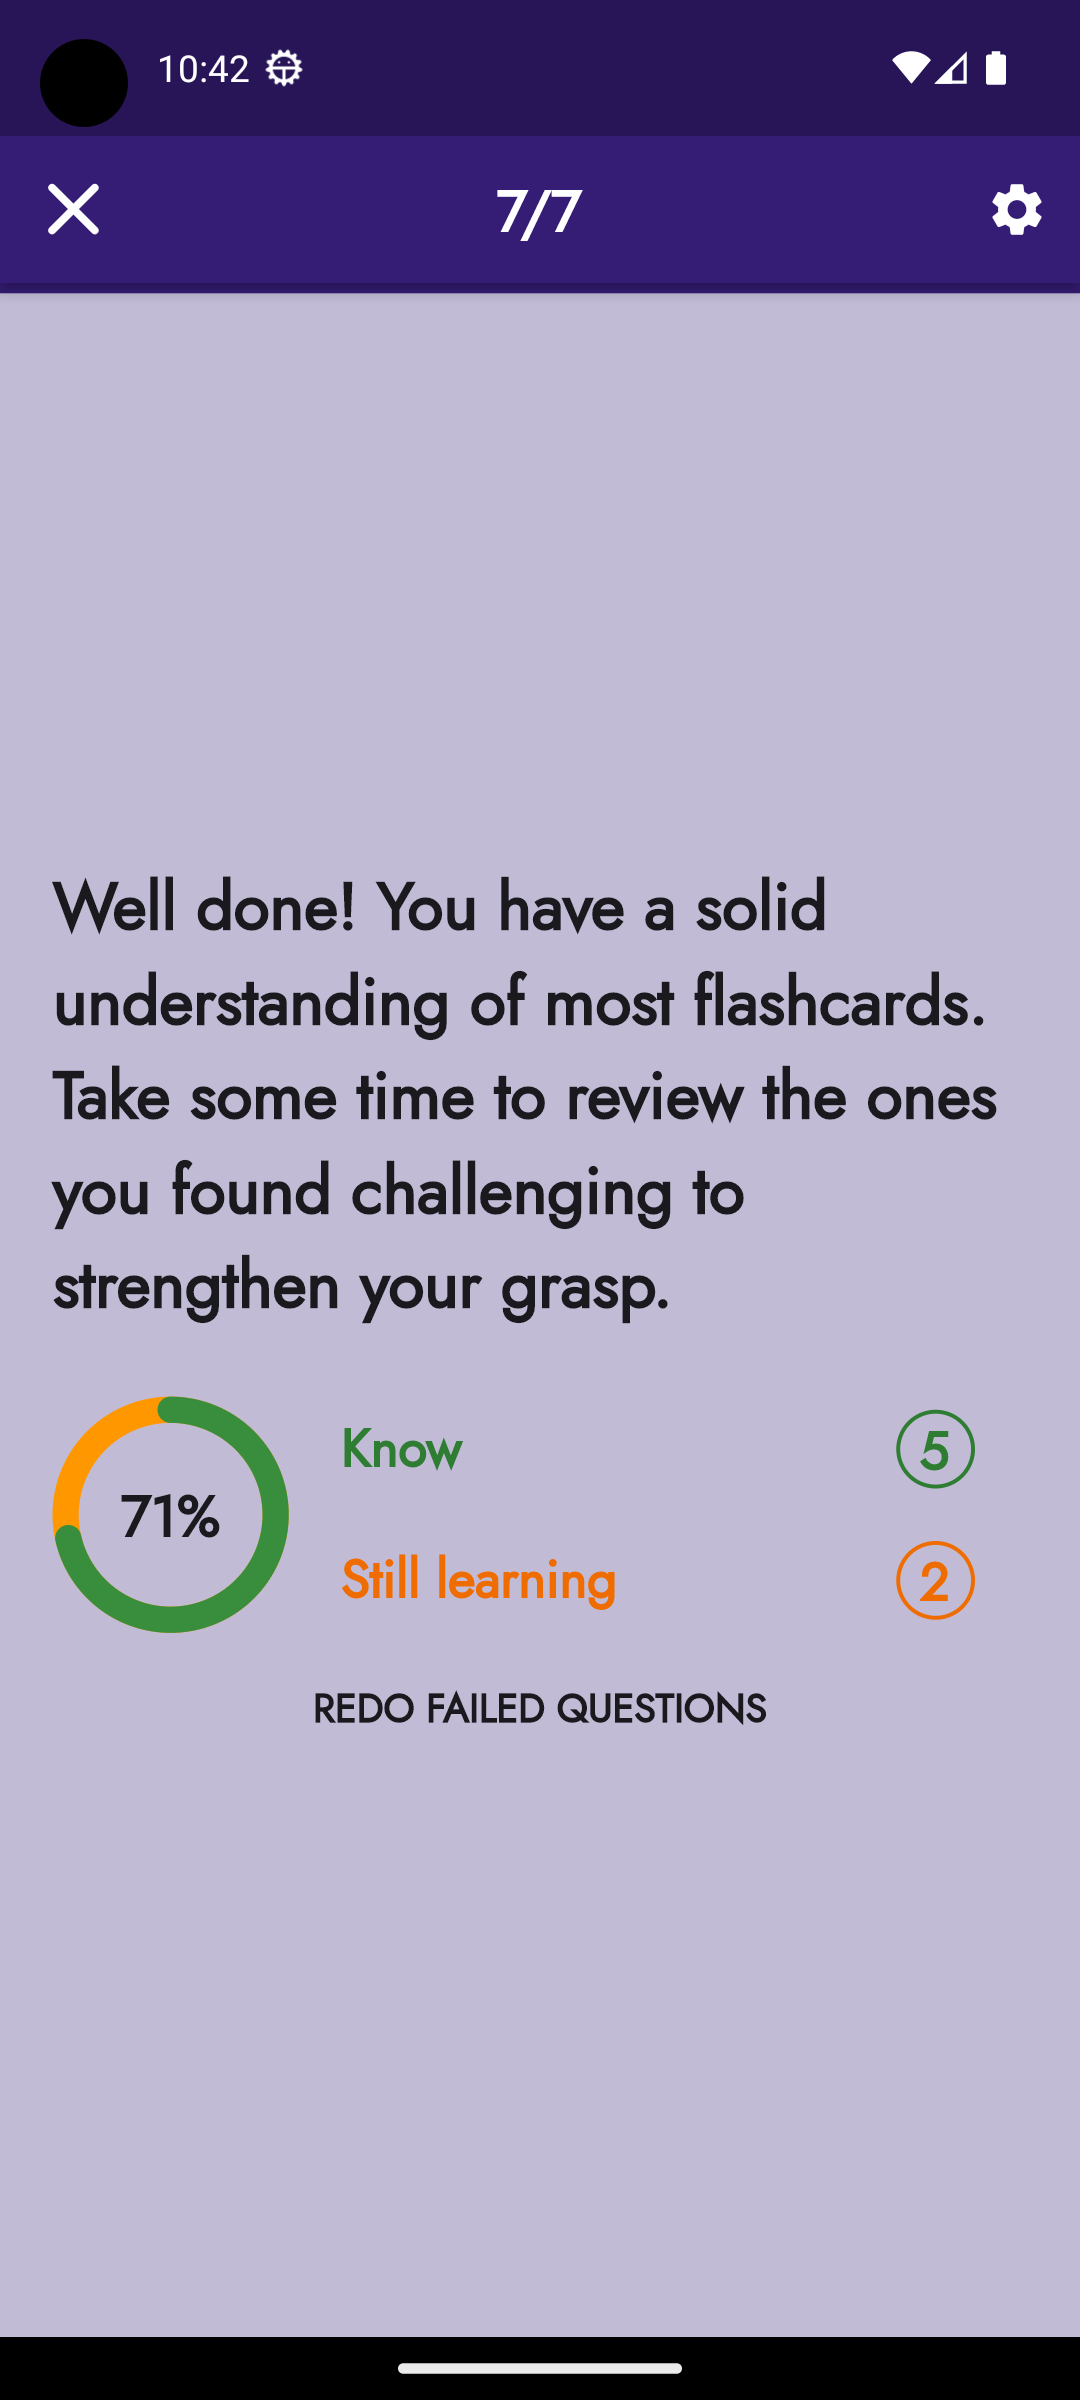 10:42
7/7
Well done! You have a solid
understanding of most flashcards.
Take some time to review the ones
you found challenging to
strengthen your grasp.
71%
Know 5
Still learning 2
REDO FAILED QUESTIONS